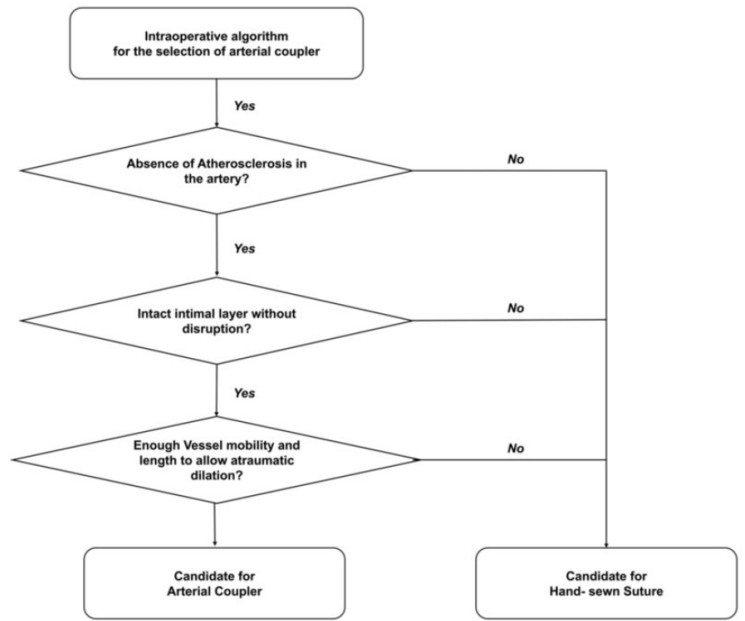 Intraoperative algorithm
for the selection of arterial coupler
Yes
Absence of Atherosclerosis in
the artery?
No
Yes
Intact intimal layer without
disruption?
No
Yes
Enough Vessel mobility and
length to allow atraumatic
dilation?
No
Candidate for
Arterial Coupler
Candidate for
Hand- sewn Suture